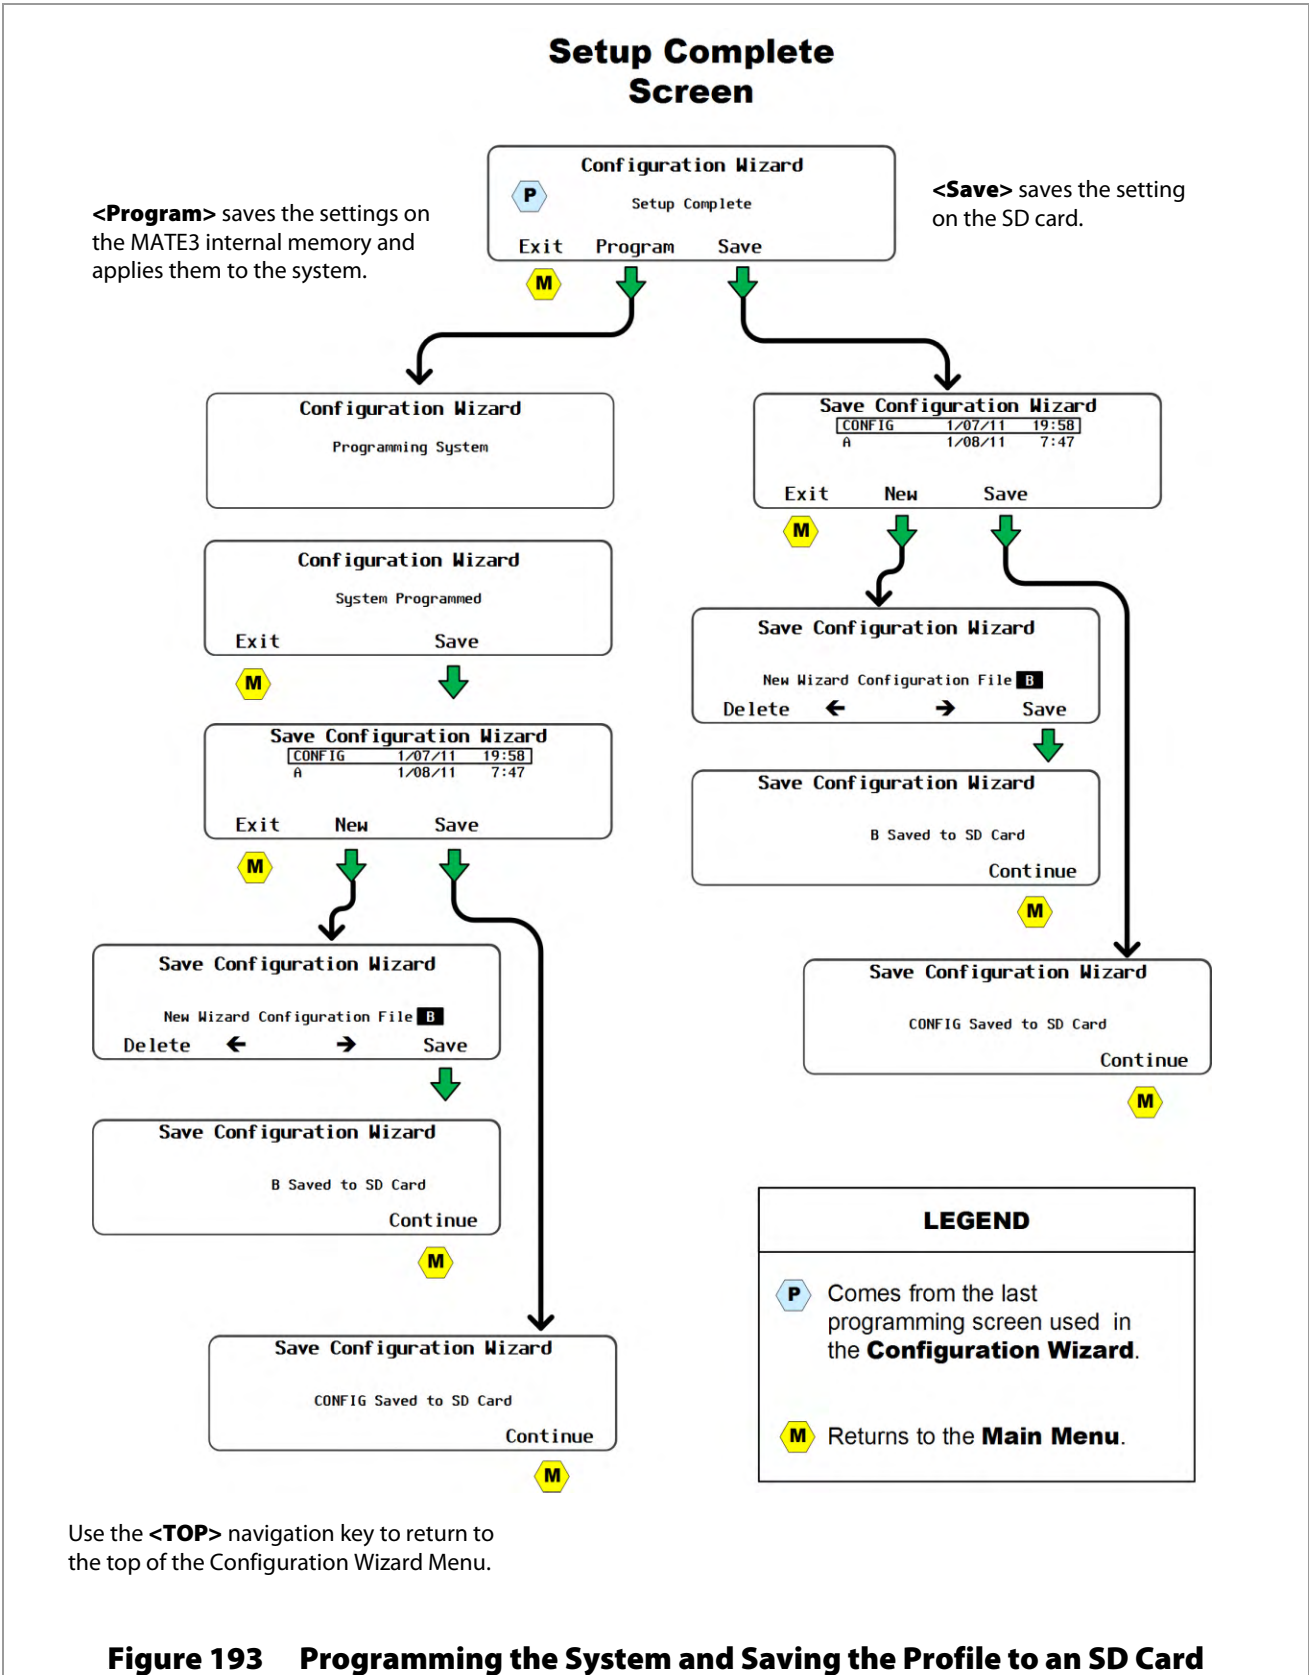 Setup Complete
Screen
Configuration Wizard
P
Setup Complete
Exit Program Save
M
<Program> saves the settings on
the MATE3 internal memory and
applies them to the system.
<Save> saves the setting
on the SD card.
Configuration Wizard
Programming System
Configuration Wizard
System Programmed
Exit Save
M
Save Configuration Wizard
CONFIG 1/07/11 19:58
A 1/08/11 7:47
Exit New Save
M
Save Configuration Wizard
New Wizard Configuration File B
Delete ← → Save
Save Configuration Wizard
B Saved to SD Card
Continue
M
Save Configuration Wizard
CONFIG Saved to SD Card
Continue
M
Save Configuration Wizard
CONFIG 1/07/11 19:58
A 1/08/11 7:47
Exit New Save
M
Save Configuration Wizard
New Wizard Configuration File B
Delete ← → Save
Save Configuration Wizard
B Saved to SD Card
Continue
M
Save Configuration Wizard
CONFIG Saved to SD Card
Continue
M
LEGEND
P Comes from the last
programming screen used in
the Configuration Wizard.
M Returns to the Main Menu.
Use the <TOP> navigation key to return to
the top of the Configuration Wizard Menu.
Figure 193 Programming the System and Saving the Profile to an SD Card